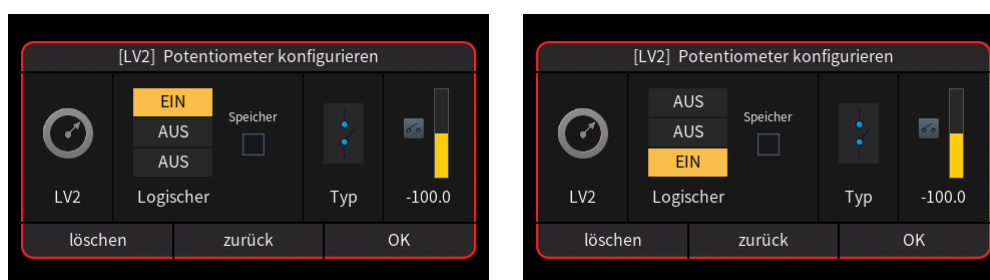 [LV2] Potentiometer konfigurieren
EIN
AUS
AUS
Speicher
LV2
Logischer
Typ
-100.0
löschen
zurück
OK
[LV2] Potentiometer konfigurieren
AUS
AUS
EIN
Speicher
LV2
Logischer
Typ
-100.0
löschen
zurück
OK